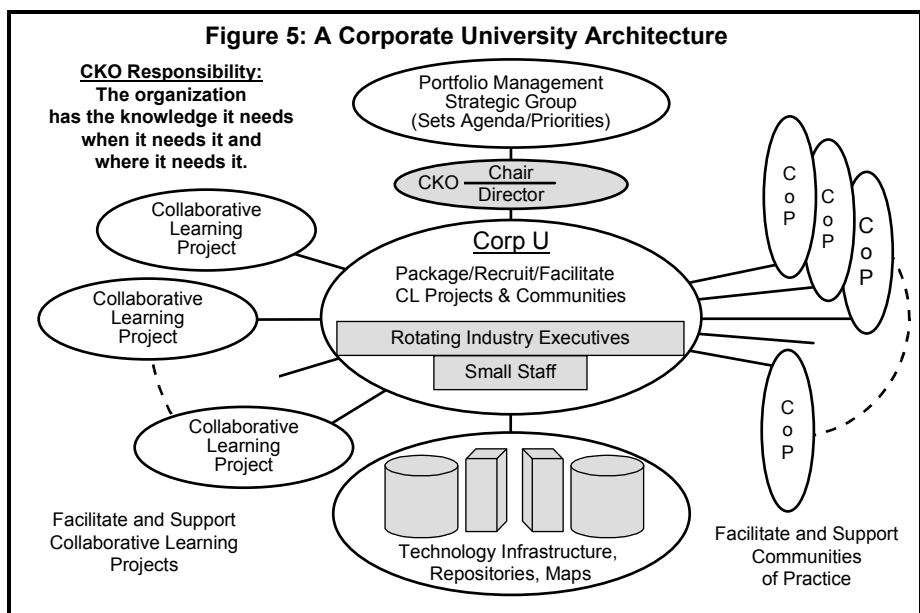 Figure 5: A Corporate University Architecture
CKO Responsibility:
The organization
has the knowledge it needs
when it needs it and
where it needs it.
Portfolio Management
Strategic Group
(Sets Agenda/Priorities)
CKO
Chair
Director
Collaborative
Learning
Project
Collaborative
Learning
Project
Collaborative
Learning
Project
Corp U
Package/Recruit/Facilitate
CL Projects & Communities
Rotating Industry Executives
Small Staff
C
o
P
C
o
P
C
o
P
C
o
P
Facilitate and Support
Collaborative Learning
Projects
Technology Infrastructure,
Repositories, Maps
Facilitate and Support
Communities
of Practice